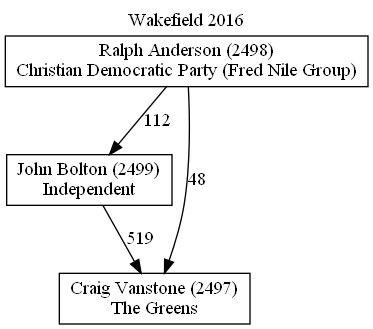 Wakefield 2016
Ralph Anderson (2498)
Christian Democratic Party (Fred Nile Group)
112
John Bolton (2499)
Independent
48
519
Craig Vanstone (2497)
The Greens